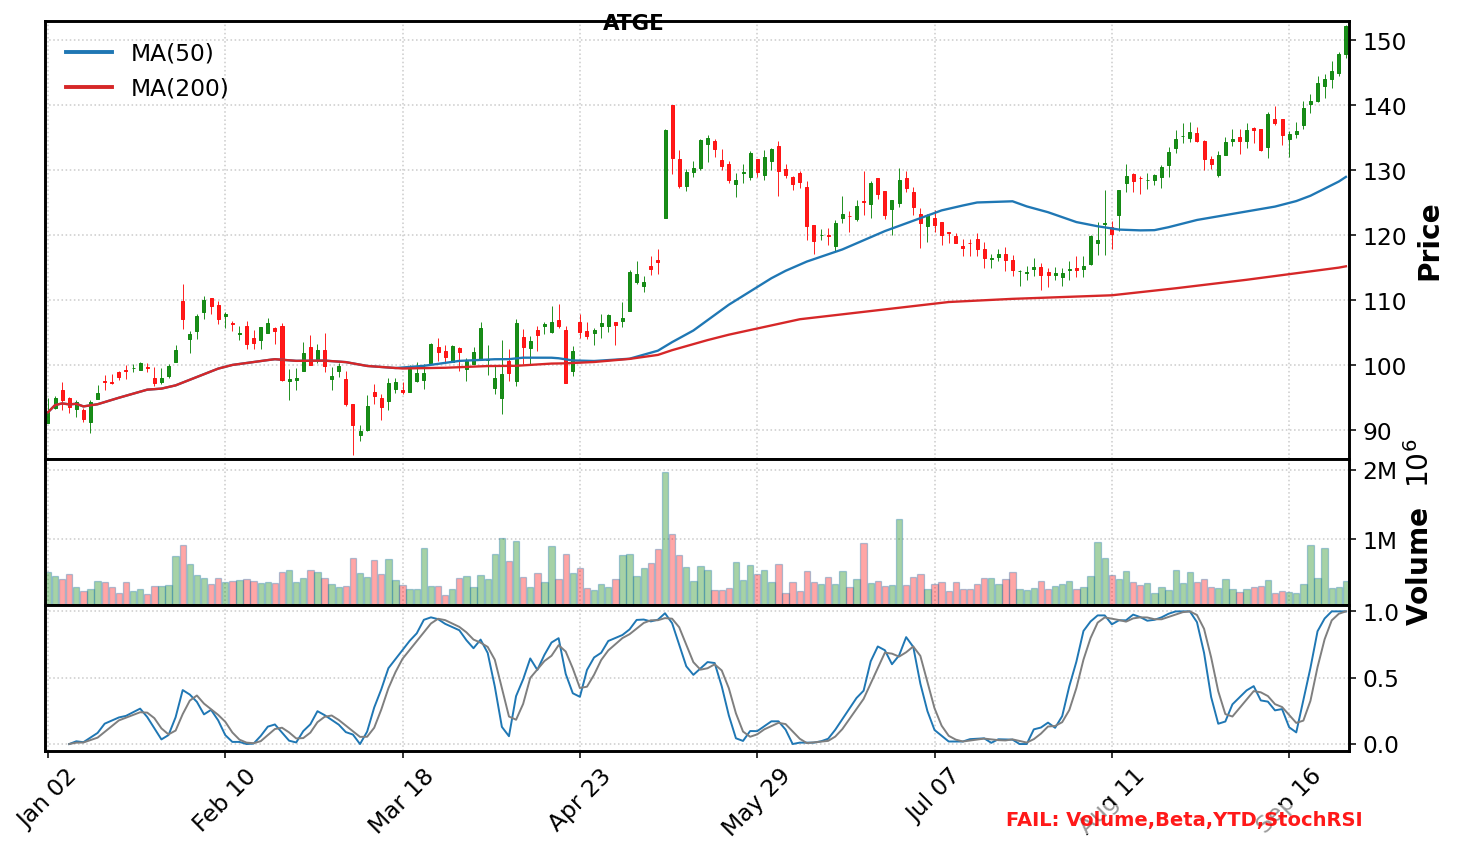 ATGE
MA(50)
MA(200)
150
140
130
120
110
100
90
Price
2M
1M
Volume 10^6
1.0
0.5
0.0
Jan 02
Feb 10
Mar 18
Apr 23
May 29
Jul 07
Aug 11
Sep 16
FAIL: Volume,Beta,YTD,StochRSI